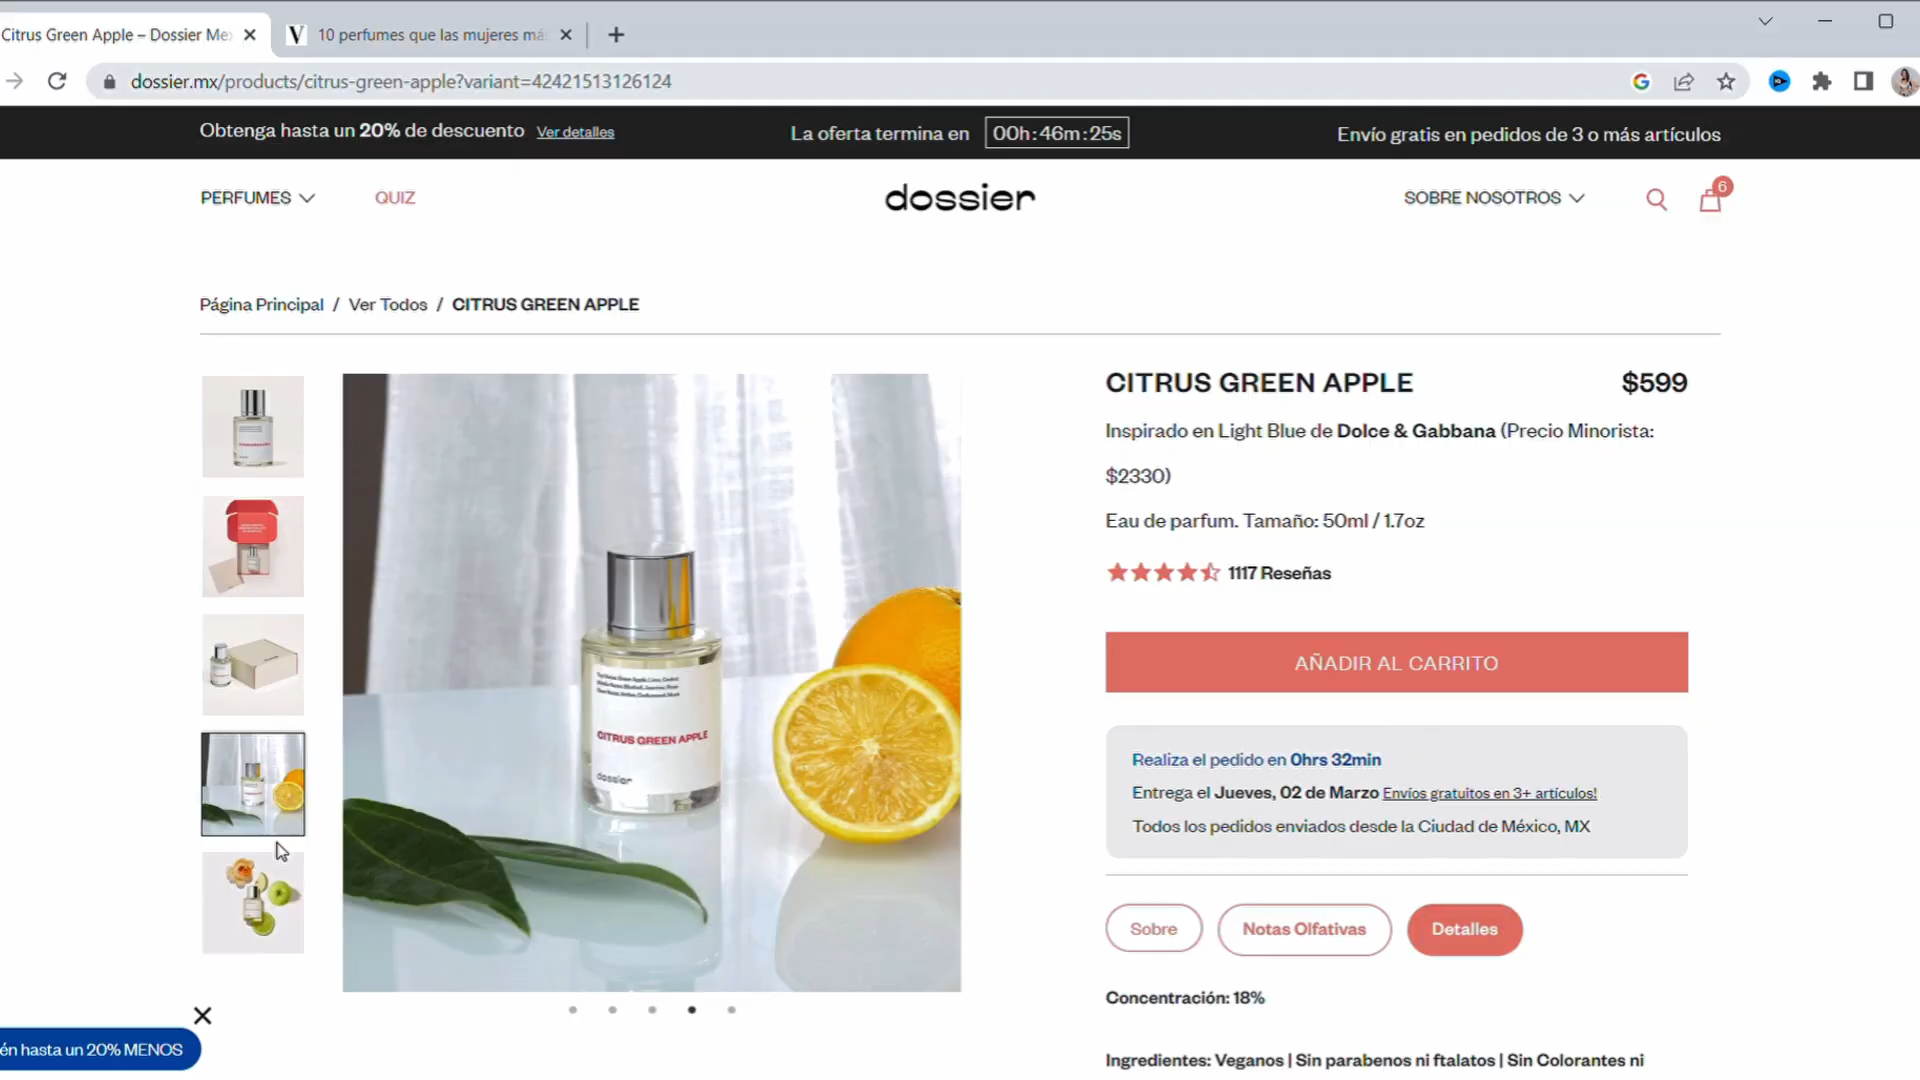 Citrus Green Apple – Dossier Me
10 perfumes que las mujeres má
dossier.mx/products/citrus-green-apple?variant=42421513126124
Obtenga hasta un 20% de descuento Ver detalles
La oferta termina en 00h:46m:25s
Envío gratis en pedidos de 3 o más artículos
PERFUMES
QUIZ
dossier
SOBRE NOSOTROS
6
Página Principal / Ver Todos / CITRUS GREEN APPLE
CITRUS GREEN APPLE
dossier
CITRUS GREEN APPLE $599
Inspirado en Light Blue de Dolce & Gabbana (Precio Minorista:
$2330)
Eau de parfum. Tamaño: 50ml / 1.7oz
1117 Reseñas
AÑADIR AL CARRITO
Realiza el pedido en 0hrs 32min
Entrega el Jueves, 02 de Marzo Envíos gratuitos en 3+ artículos!
Todos los pedidos enviados desde la Ciudad de México, MX
Sobre
Notas Olfativas
Detalles
Concentración: 18%
Ingredientes: Veganos | Sin parabenos ni ftalatos | Sin Colorantes ni
én hasta un 20% MENOS